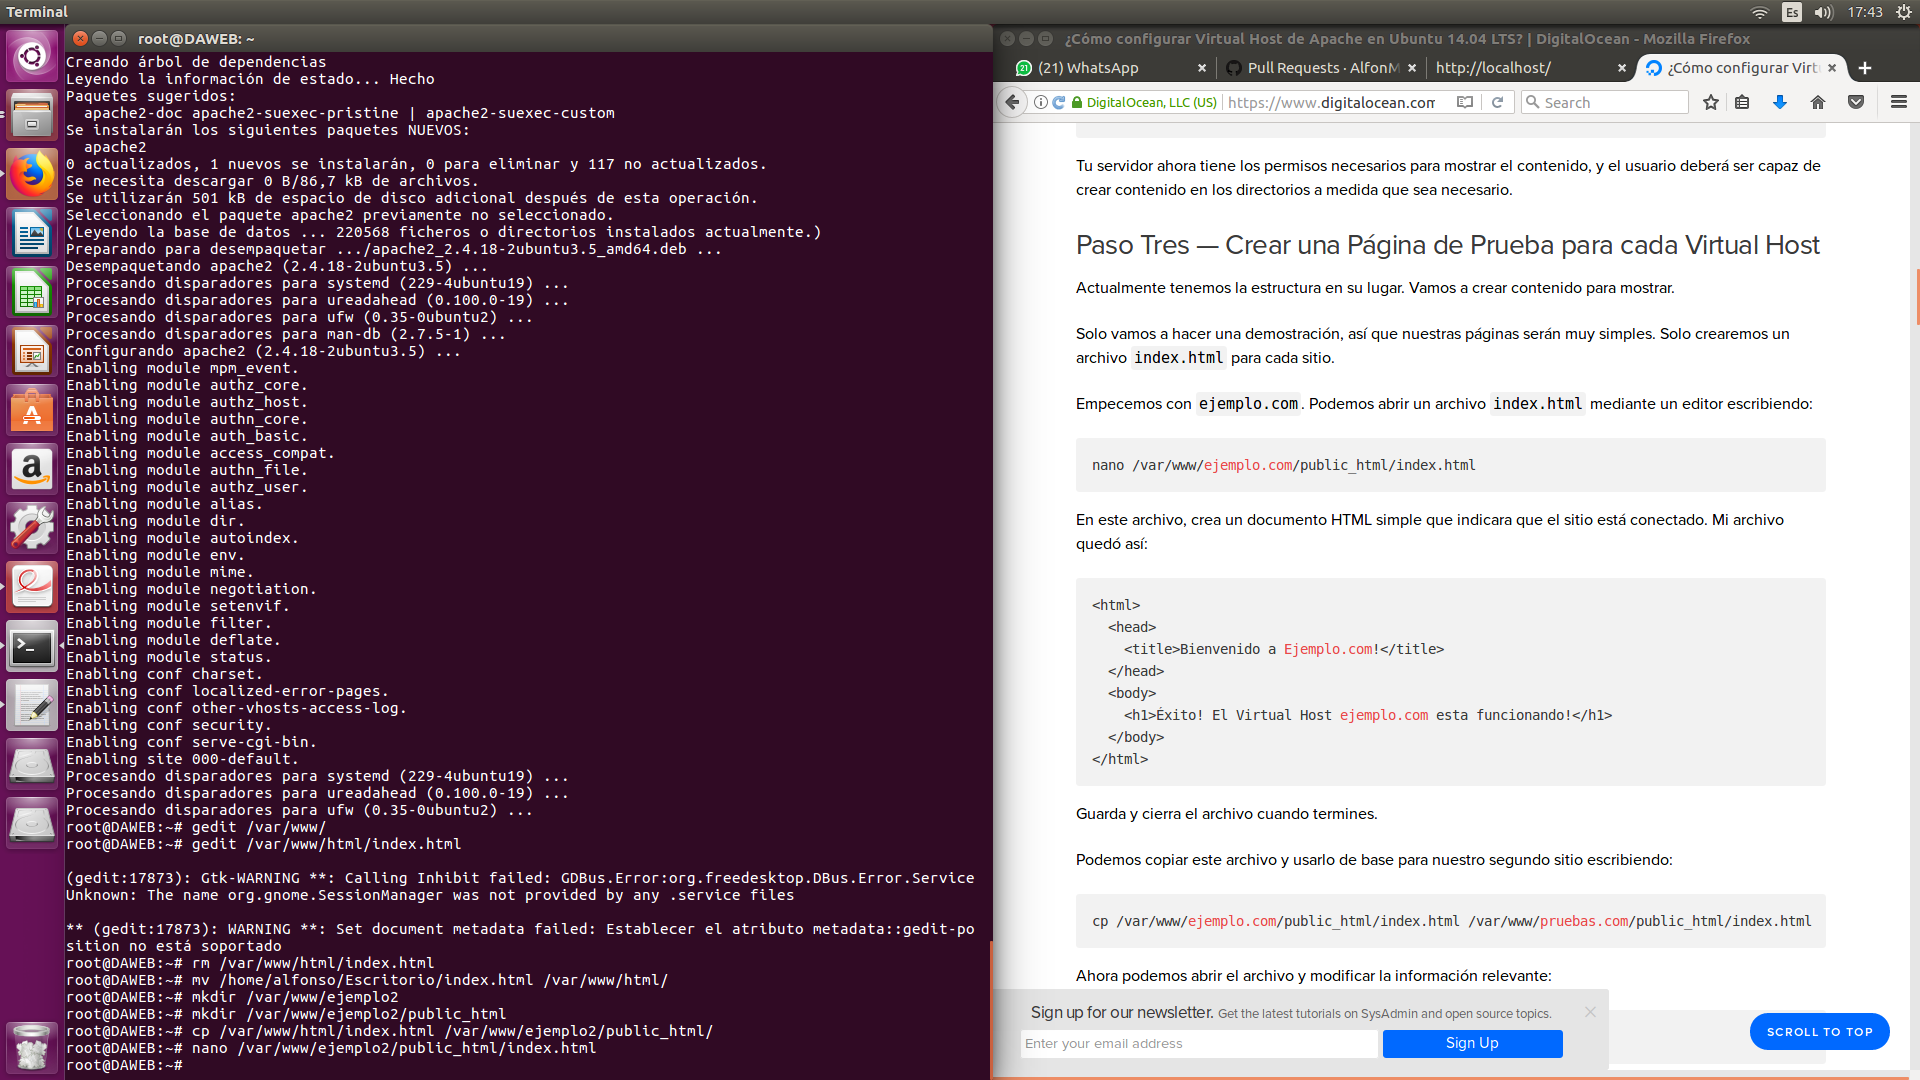 Terminal
Es
17:43
root@DAWEB: ~
Creando árbol de dependencias
Leyendo la información de estado... Hecho
Paquetes sugeridos:
apache2-doc apache2-suexec-pristine | apache2-suexec-custom
Se instalarán los siguientes paquetes NUEVOS:
apache2
0 actualizados, 1 nuevos se instalarán, 0 para eliminar y 117 no actualizados.
Se necesita descargar 0 B/86,7 kB de archivos.
Se utilizarán 501 kB de espacio de disco adicional después de esta operación.
Seleccionando el paquete apache2 previamente no seleccionado.
(Leyendo la base de datos ... 220568 ficheros o directorios instalados actualmente.)
Preparando para desempaquetar .../apache2_2.4.18-2ubuntu3.5_amd64.deb ...
Desempaquetando apache2 (2.4.18-2ubuntu3.5) ...
Procesando disparadores para systemd (229-4ubuntu19) ...
Procesando disparadores para ureadahead (0.100.0-19) ...
Procesando disparadores para ufw (0.35-0ubuntu2) ...
Procesando disparadores para man-db (2.7.5-1) ...
Configurando apache2 (2.4.18-2ubuntu3.5) ...
Enabling module mpm_event.
Enabling module authz_core.
Enabling module authz_host.
Enabling module authn_core.
Enabling module auth_basic.
Enabling module access_compat.
Enabling module authn_file.
Enabling module authz_user.
Enabling module alias.
Enabling module dir.
Enabling module autoindex.
Enabling module env.
Enabling module mime.
Enabling module negotiation.
Enabling module setenvif.
Enabling module filter.
Enabling module deflate.
Enabling module status.
Enabling conf charset.
Enabling conf localized-error-pages.
Enabling conf other-vhosts-access-log.
Enabling conf security.
Enabling conf serve-cgi-bin.
Enabling site 000-default.
Procesando disparadores para systemd (229-4ubuntu19) ...
Procesando disparadores para ureadahead (0.100.0-19) ...
Procesando disparadores para ufw (0.35-0ubuntu2) ...
root@DAWEB:~# gedit /var/www/
root@DAWEB:~# gedit /var/www/html/index.html
(gedit:17873): Gtk-WARNING **: Calling Inhibit failed: GDBus.Error:org.freedesktop.DBus.Error.Service
Unknown: The name org.gnome.SessionManager was not provided by any .service files
** (gedit:17873): WARNING **: Set document metadata failed: Establecer el atributo metadata::gedit-po
sition no está soportado
root@DAWEB:~# rm /var/www/html/index.html
root@DAWEB:~# mv /home/alfonso/Escritorio/index.html /var/www/html/
root@DAWEB:~# mkdir /var/www/ejemplo2
root@DAWEB:~# mkdir /var/www/ejemplo2/public_html
root@DAWEB:~# cp /var/www/html/index.html /var/www/ejemplo2/public_html/
root@DAWEB:~# nano /var/www/ejemplo2/public_html/index.html
root@DAWEB:~#
¿Cómo configurar Virtual Host de Apache en Ubuntu 14.04 LTS? | DigitalOcean - Mozilla Firefox
(21) WhatsApp
Pull Requests · AlfonM
http://localhost/
¿Cómo configurar Virt
DigitalOcean, LLC (US)
https://www.digitalocean.com
Search
Tu servidor ahora tiene los permisos necesarios para mostrar el contenido, y el usuario deberá ser capaz de
crear contenido en los directorios a medida que sea necesario.
Paso Tres — Crear una Página de Prueba para cada Virtual Host
Actualmente tenemos la estructura en su lugar. Vamos a crear contenido para mostrar.
Solo vamos a hacer una demostración, así que nuestras páginas serán muy simples. Solo crearemos un
archivo index.html para cada sitio.
Empecemos con ejemplo.com. Podemos abrir un archivo index.html mediante un editor escribiendo:
nano /var/www/ejemplo.com/public_html/index.html
En este archivo, crea un documento HTML simple que indicara que el sitio está conectado. Mi archivo
quedó así:
<html>
<head>
<title>Bienvenido a Ejemplo.com!</title>
</head>
<body>
<h1>Éxito! El Virtual Host ejemplo.com esta funcionando!</h1>
</body>
</html>
Guarda y cierra el archivo cuando termines.
Podemos copiar este archivo y usarlo de base para nuestro segundo sitio escribiendo:
cp /var/www/ejemplo.com/public_html/index.html /var/www/pruebas.com/public_html/index.html
Ahora podemos abrir el archivo y modificar la información relevante:
Sign up for our newsletter. Get the latest tutorials on SysAdmin and open source topics.
Enter your email address
Sign Up
SCROLL TO TOP